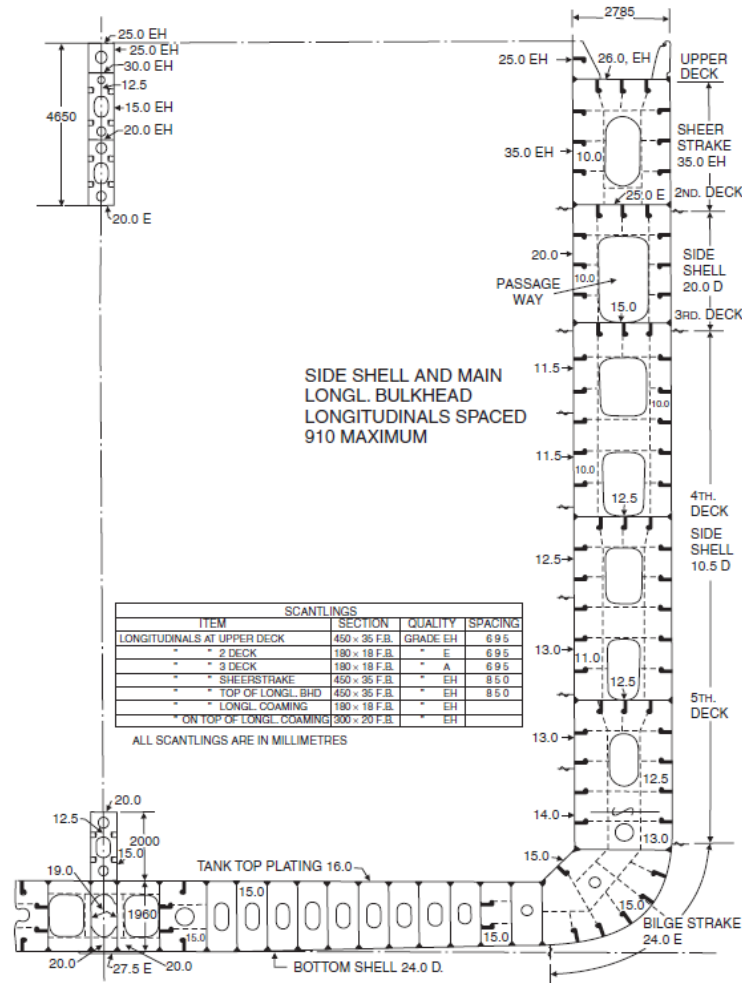 2785
25.0 EH
25.0 EH
30.0 EH
12.5
15.0 EH
20.0 EH
4650
20.0 E
25.0 EH
26.0, EH
UPPER
DECK
SHEER
STRAKE
35.0 EH
35.0 EH
10.0
25.0 E
2ND. DECK
20.0
10.0
PASSAGE
WAY
15.0
SIDE
SHELL
20.0 D
3RD. DECK
SIDE SHELL AND MAIN
LONGL. BULKHEAD
LONGITUDINALS SPACED
910 MAXIMUM
11.5
10.0
11.5
10.0
12.5
4TH.
DECK
SIDE
SHELL
10.5 D
12.5
13.0
11.0
12.5
5TH.
DECK
13.0
12.5
14.0
13.0
SCANTLINGS
ITEM SECTION QUALITY SPACING
LONGITUDINALS AT UPPER DECK 450 × 35 F.B. GRADE EH 695
" " 2 DECK 180 × 18 F.B. " E 695
" " 3 DECK 180 × 18 F.B. " A 695
" " SHEERSTRAKE 450 × 35 F.B. " EH 850
" " TOP OF LONGL. BHD 450 × 35 F.B. " EH 850
" " LONGL. COAMING 180 × 18 F.B. " EH
" ON TOP OF LONGL. COAMING 300 × 20 F.B. " EH
ALL SCANTLINGS ARE IN MILLIMETRES
20.0
12.5
2000
15.0
19.0
TANK TOP PLATING 16.0
15.0
15.0
1960
15.0
15.0
15.0
BILGE STRAKE
24.0 E
20.0
27.5 E
20.0
BOTTOM SHELL 24.0 D.